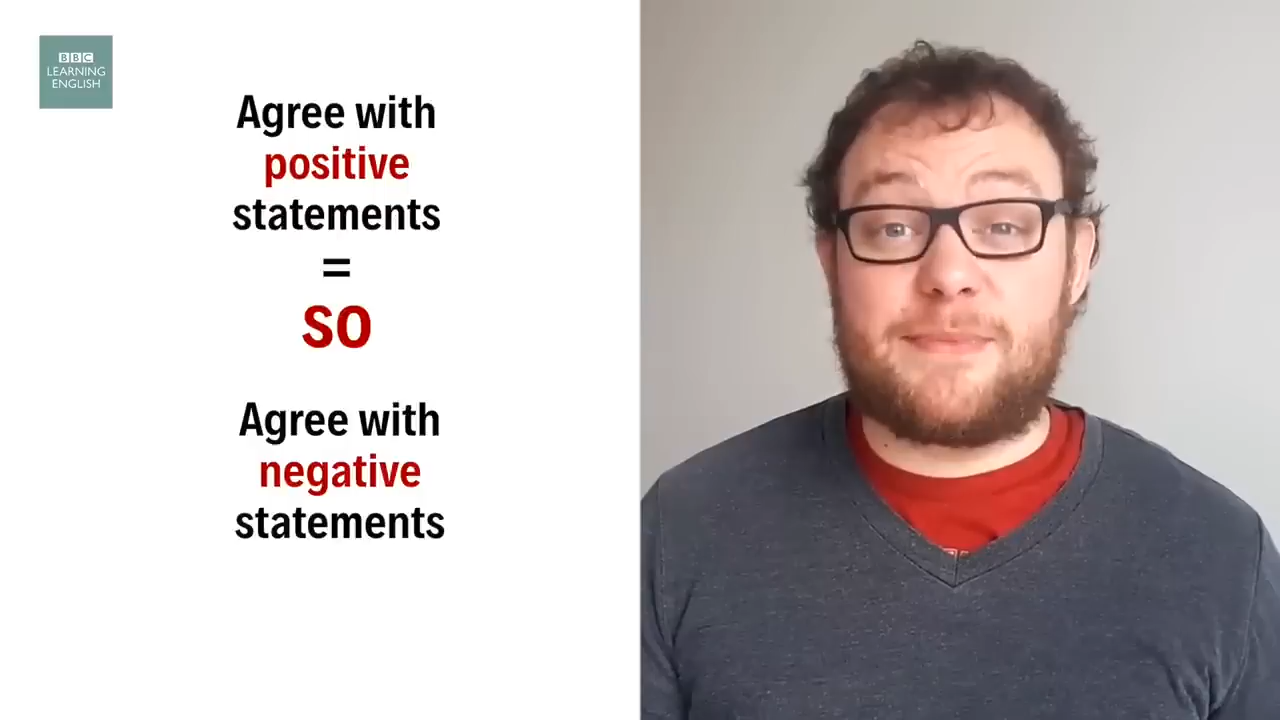 BBC
LEARNING
ENGLISH
Agree with
positive
statements
=
SO
Agree with
negative
statements